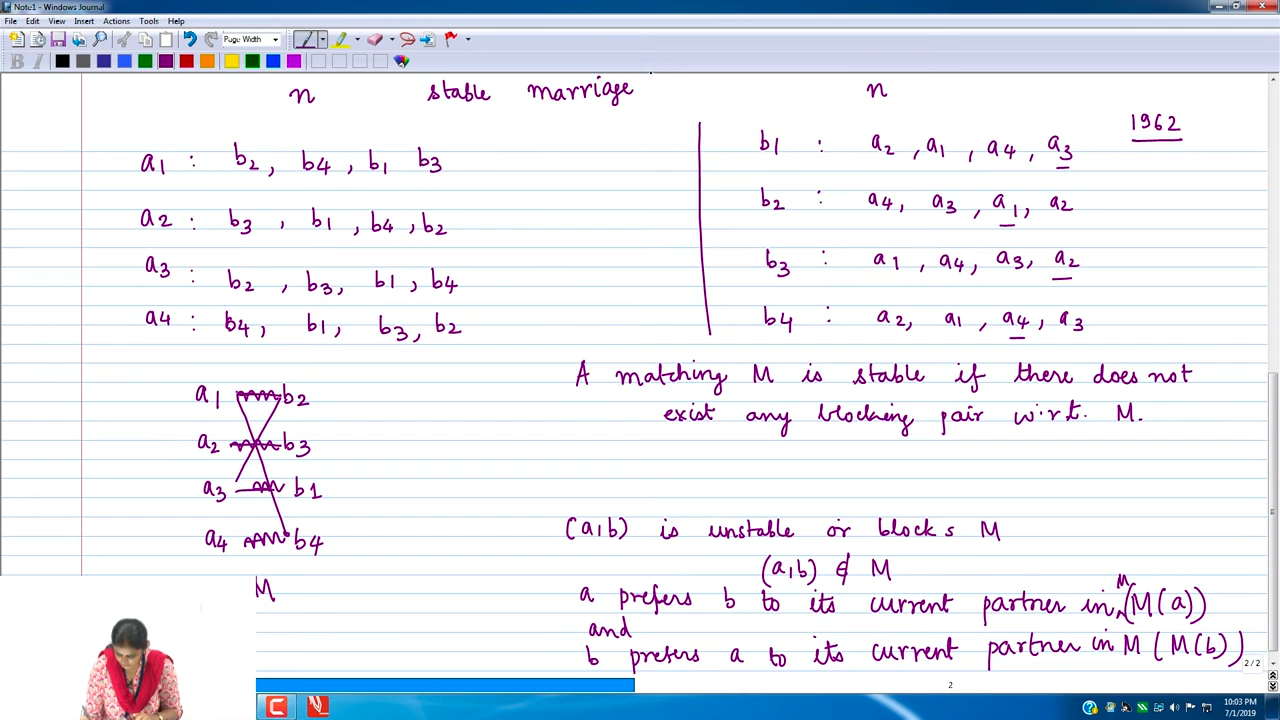 Note1 - Windows Journal
File Edit View Insert Actions Tools Help
Page Width
B I
n stable marriage n
1962
a1 : b2, b4, b1 b3
a2 : b3 , b1, b4, b2
a3 : b2 , b3, b1, b4
a4 : b4, b1, b3, b2
b1 : a2, a1, a4, a3
b2 : a4, a3, a1, a2
b3 : a1, a4, a3, a2
b4 : a2, a1, a4, a3
a1 b2
a2 b3
a3 b1
a4 b4
M
A matching M is stable if there does not
exist any blocking pair w.r.t. M.
(a,b) is unstable or blocks M
(a,b) ∉ M
a prefers b to its current partner in M (M(a))
and
b prefers a to its current partner in M (M(b))
2 / 2
2
10:03 PM
7/1/2019